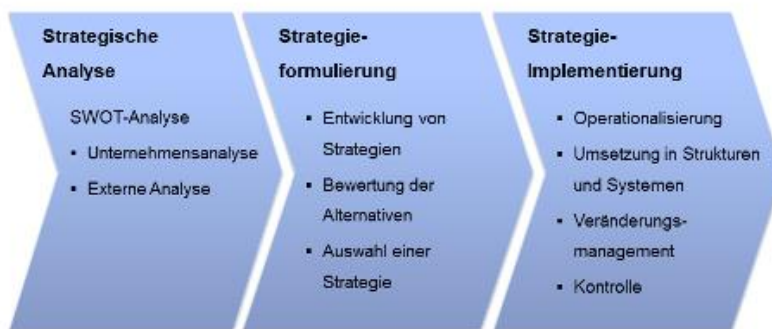 Strategische
Analyse
SWOT-Analyse
▪ Unternehmensanalyse
▪ Externe Analyse
Strategie-
formulierung
▪ Entwicklung von
Strategien
▪ Bewertung der
Alternativen
▪ Auswahl einer
Strategie
Strategie-
Implementierung
▪ Operationalisierung
▪ Umsetzung in Strukturen
und Systemen
▪ Veränderungs-
management
▪ Kontrolle